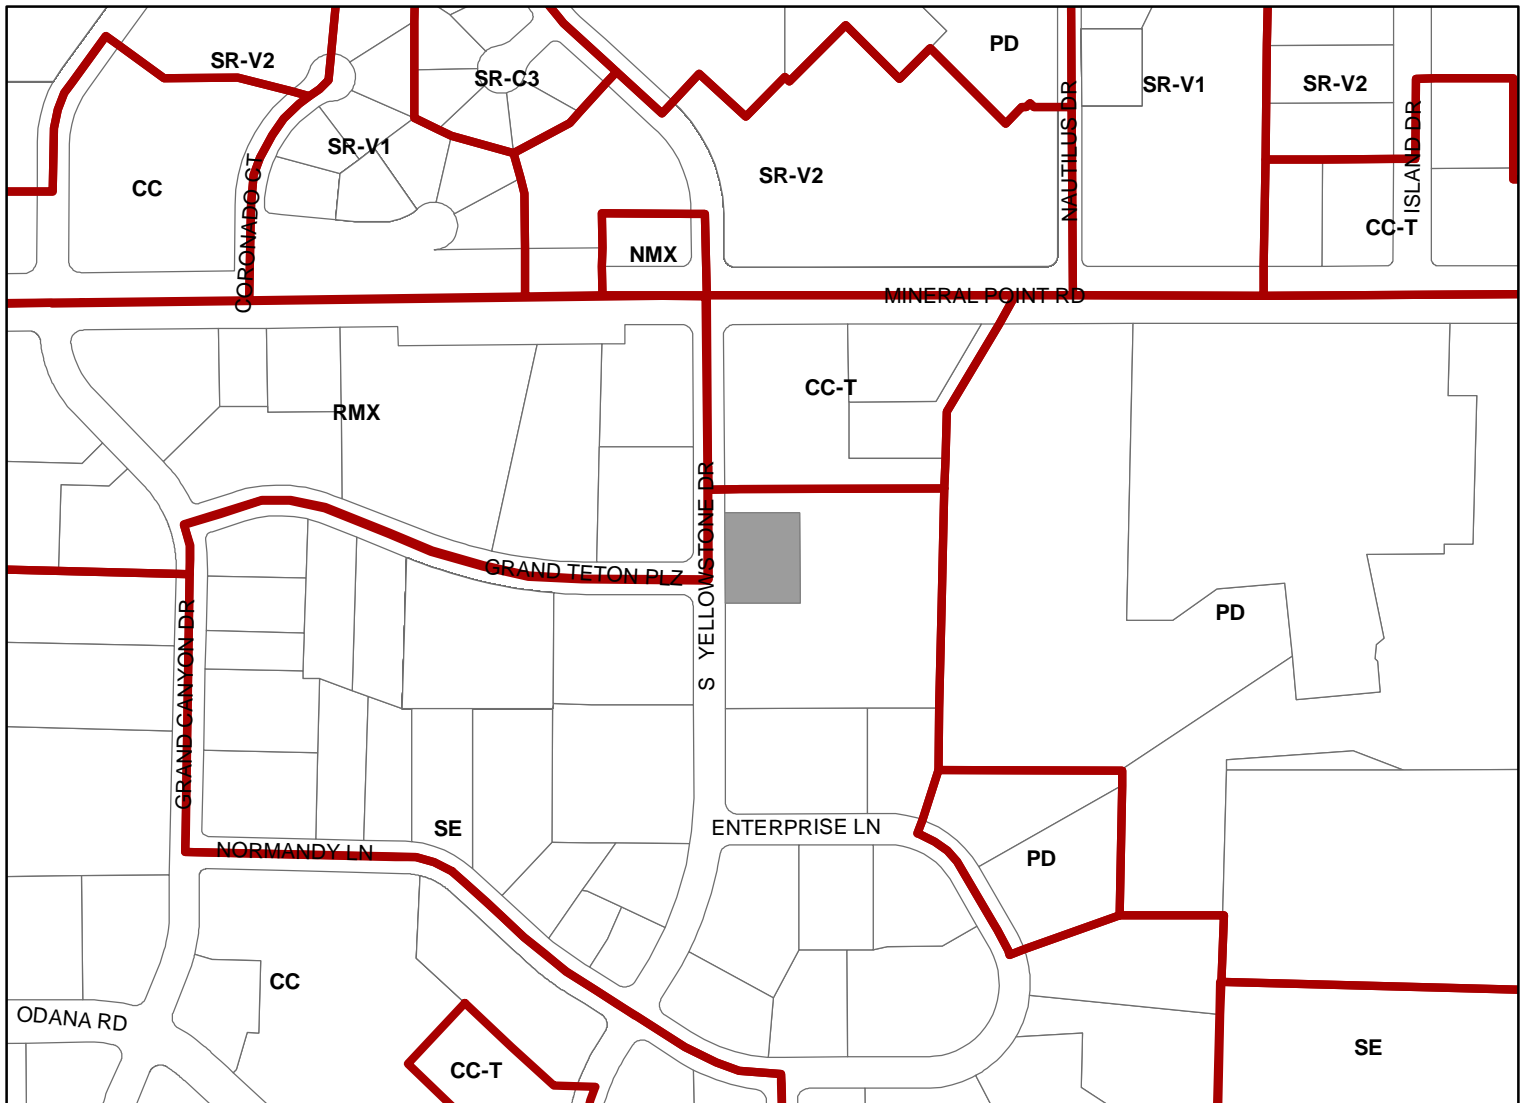 PD
SR-V2
SR-C3
SR-V1
SR-V2
SR-V1
CC
SR-V2
NAUTILUS DR
ISLAND DR
CORONADO CT
CC-T
NMX
MINERAL POINT RD
CC-T
RMX
S YELLOWSTONE DR
GRAND TETON PLZ
PD
GRAND CANYON DR
SE
ENTERPRISE LN
NORMANDY LN
PD
CC
ODANA RD
CC-T
SE